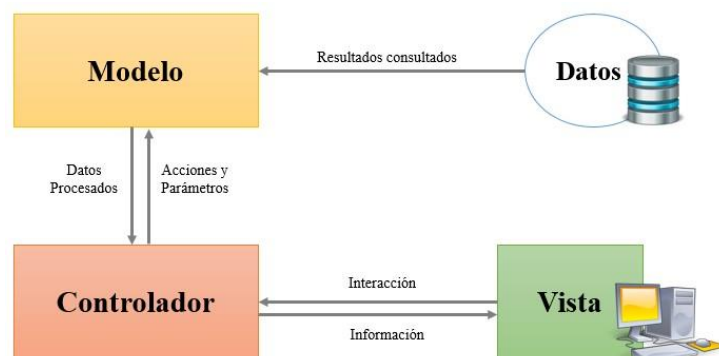 Modelo
Resultados consultados
Datos
Datos
Procesados
Acciones y
Parámetros
Controlador
Interacción
Información
Vista